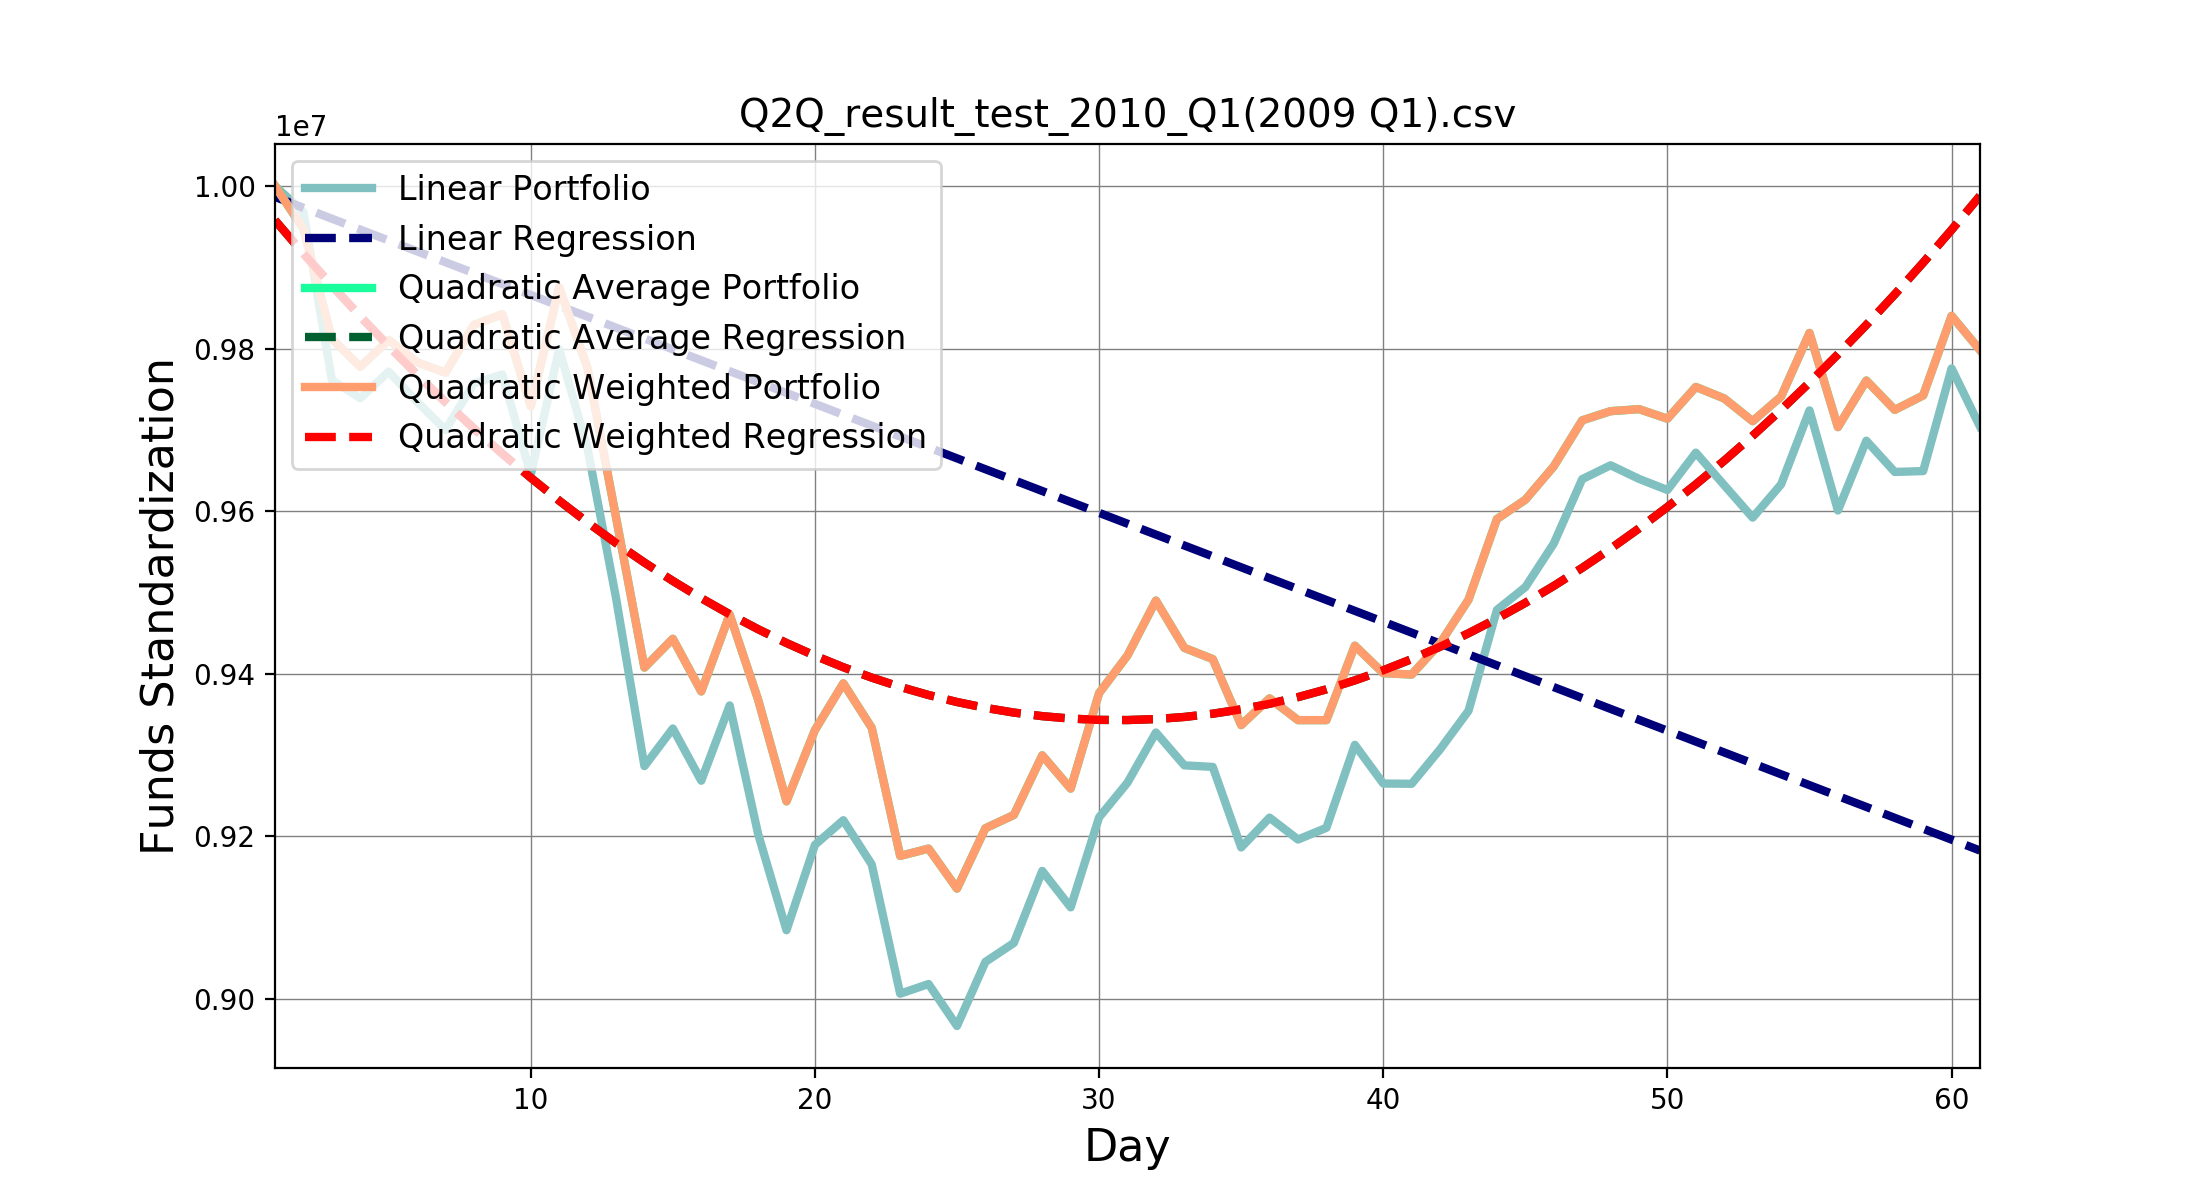 Q2Q_result_test_2010_Q1(2009 Q1).csv
1e7
Linear Portfolio
Linear Regression
Quadratic Average Portfolio
Quadratic Average Regression
Quadratic Weighted Portfolio
Quadratic Weighted Regression
1.00
0.98
0.96
0.94
0.92
0.90
Funds Standardization
10 20 30 40 50 60
Day